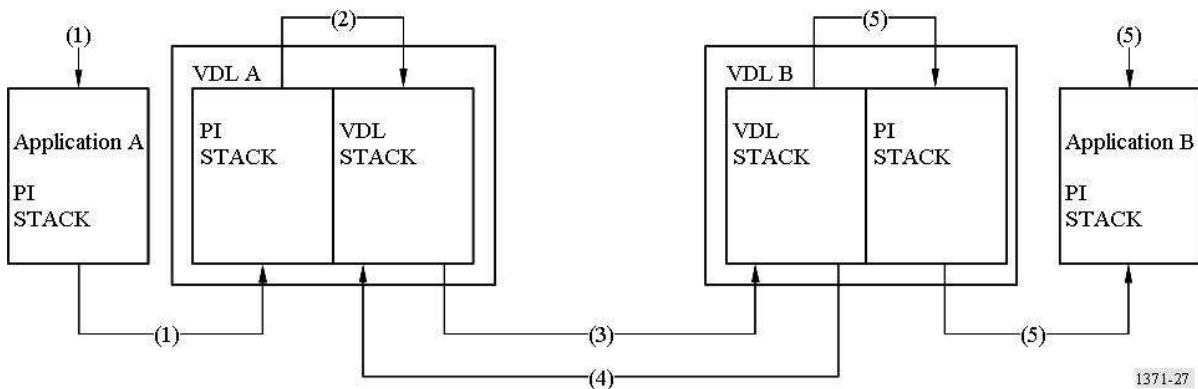 (2)
(5)
(1)
(5)
VDL A
VDL B
Application A
PI
STACK
PI
STACK
VDL
STACK
VDL
STACK
PI
STACK
Application B
PI
STACK
(1)
(3)
(5)
(4)
1371-27